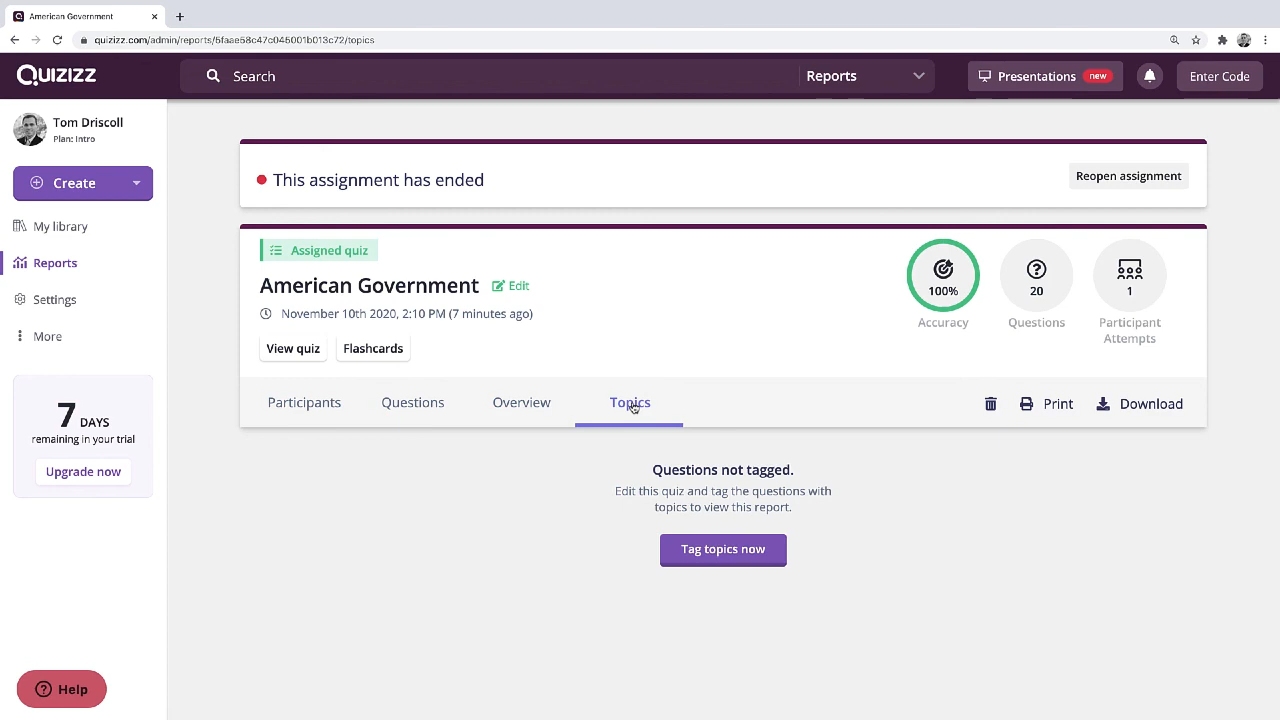 American Government
quizizz.com/admin/reports/5faae58c47c045001b013c72/topics
QUIZIZZ
Search
Reports
Presentations new
Enter Code
Tom Driscoll
Plan: Intro
Create
My library
Reports
Settings
More
7 DAYS
remaining in your trial
Upgrade now
Help
This assignment has ended
Reopen assignment
Assigned quiz
American Government
Edit
November 10th 2020, 2:10 PM (7 minutes ago)
View quiz
Flashcards
100%
Accuracy
20
Questions
1
Participant
Attempts
Participants
Questions
Overview
Topics
Print
Download
Questions not tagged.
Edit this quiz and tag the questions with
topics to view this report.
Tag topics now